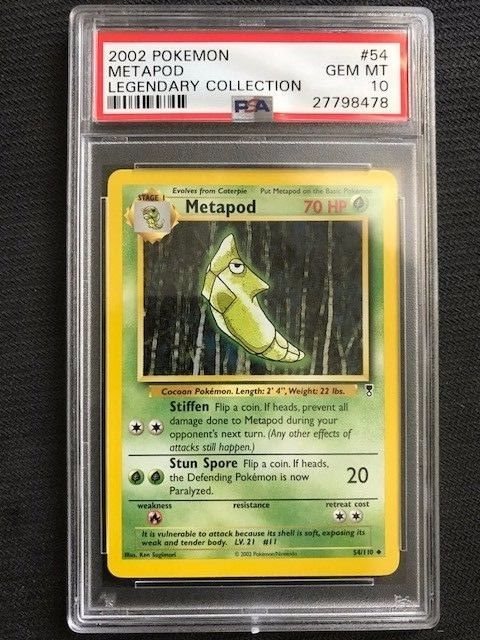 2002 POKEMON #54
METAPOD GEM MT
LEGENDARY COLLECTION 10
PSA 27798478
Evolves from Caterpie Put Metapod on the Basic Pokémon
STAGE 1
Metapod 70 HP
Cocoon Pokémon. Length: 2' 4", Weight: 22 lbs.
Stiffen Flip a coin. If heads, prevent all
damage done to Metapod during your
opponent's next turn. (Any other effects of
attacks still happen.)
Stun Spore Flip a coin. If heads,
the Defending Pokémon is now 20
Paralyzed.
weakness resistance retreat cost
It is vulnerable to attack because its shell is soft, exposing its
weak and tender body. LV. 21 #11
Illus. Ken Sugimori © 2002 Pokémon/Nintendo 54/110